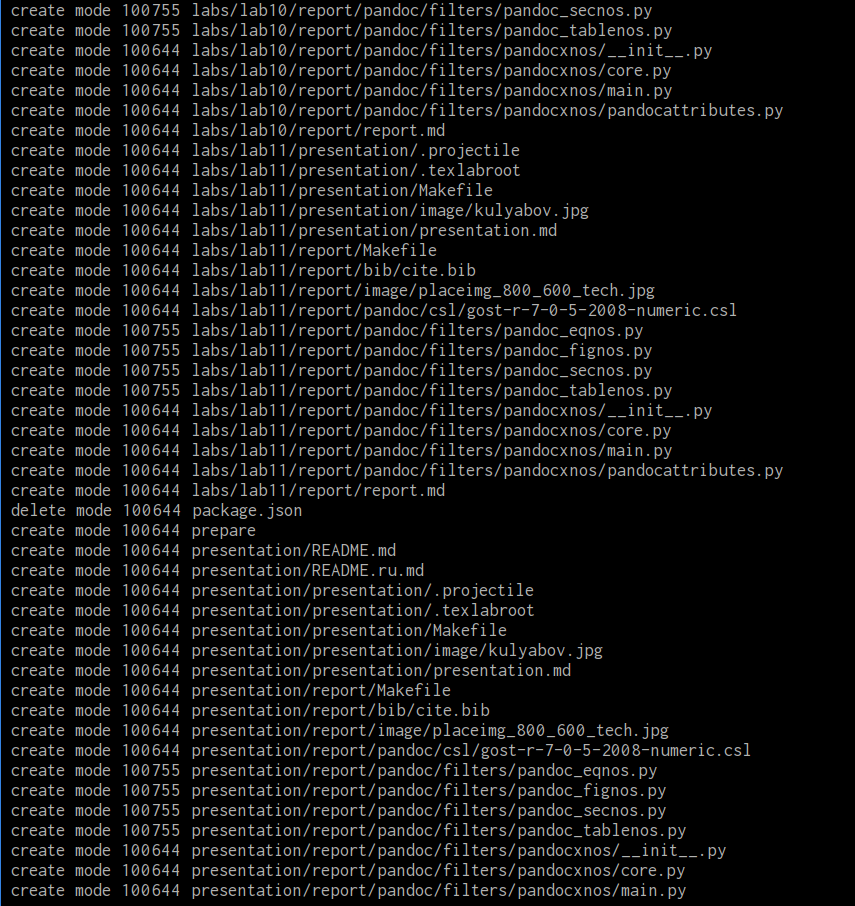 create mode 100755 labs/lab10/report/pandoc/filters/pandoc_secnos.py
create mode 100755 labs/lab10/report/pandoc/filters/pandoc_tablenos.py
create mode 100644 labs/lab10/report/pandoc/filters/pandocxnos/__init__.py
create mode 100644 labs/lab10/report/pandoc/filters/pandocxnos/core.py
create mode 100644 labs/lab10/report/pandoc/filters/pandocxnos/main.py
create mode 100644 labs/lab10/report/pandoc/filters/pandocxnos/pandocattributes.py
create mode 100644 labs/lab10/report/report.md
create mode 100644 labs/lab11/presentation/.projectile
create mode 100644 labs/lab11/presentation/.texlabroot
create mode 100644 labs/lab11/presentation/Makefile
create mode 100644 labs/lab11/presentation/image/kulyabov.jpg
create mode 100644 labs/lab11/presentation/presentation.md
create mode 100644 labs/lab11/report/Makefile
create mode 100644 labs/lab11/report/bib/cite.bib
create mode 100644 labs/lab11/report/image/placeimg_800_600_tech.jpg
create mode 100644 labs/lab11/report/pandoc/csl/gost-r-7-0-5-2008-numeric.csl
create mode 100755 labs/lab11/report/pandoc/filters/pandoc_eqnos.py
create mode 100755 labs/lab11/report/pandoc/filters/pandoc_fignos.py
create mode 100755 labs/lab11/report/pandoc/filters/pandoc_secnos.py
create mode 100755 labs/lab11/report/pandoc/filters/pandoc_tablenos.py
create mode 100644 labs/lab11/report/pandoc/filters/pandocxnos/__init__.py
create mode 100644 labs/lab11/report/pandoc/filters/pandocxnos/core.py
create mode 100644 labs/lab11/report/pandoc/filters/pandocxnos/main.py
create mode 100644 labs/lab11/report/pandoc/filters/pandocxnos/pandocattributes.py
create mode 100644 labs/lab11/report/report.md
delete mode 100644 package.json
create mode 100644 prepare
create mode 100644 presentation/README.md
create mode 100644 presentation/README.ru.md
create mode 100644 presentation/presentation/.projectile
create mode 100644 presentation/presentation/.texlabroot
create mode 100644 presentation/presentation/Makefile
create mode 100644 presentation/presentation/image/kulyabov.jpg
create mode 100644 presentation/presentation/presentation.md
create mode 100644 presentation/report/Makefile
create mode 100644 presentation/report/bib/cite.bib
create mode 100644 presentation/report/image/placeimg_800_600_tech.jpg
create mode 100644 presentation/report/pandoc/csl/gost-r-7-0-5-2008-numeric.csl
create mode 100755 presentation/report/pandoc/filters/pandoc_eqnos.py
create mode 100755 presentation/report/pandoc/filters/pandoc_fignos.py
create mode 100755 presentation/report/pandoc/filters/pandoc_secnos.py
create mode 100755 presentation/report/pandoc/filters/pandoc_tablenos.py
create mode 100644 presentation/report/pandoc/filters/pandocxnos/__init__.py
create mode 100644 presentation/report/pandoc/filters/pandocxnos/core.py
create mode 100644 presentation/report/pandoc/filters/pandocxnos/main.py